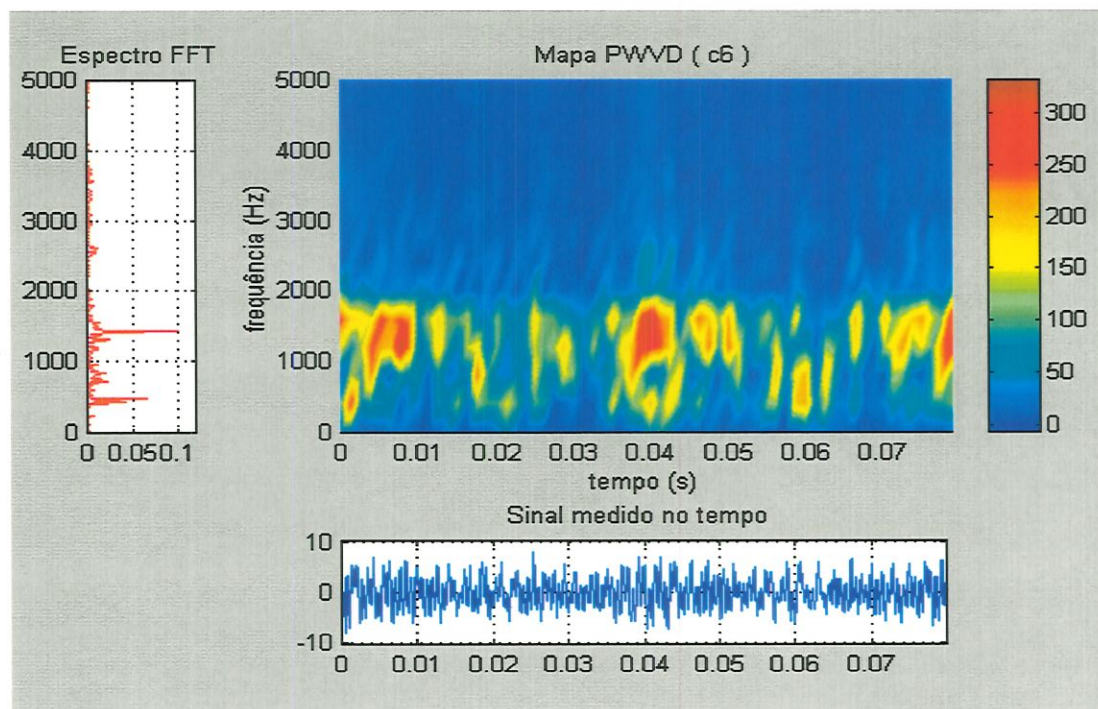 Espectro FFT
5000
4000
3000
2000
1000
0
0 0.05 0.1
Mapa PWVD ( c6 )
frequência (Hz)
5000
4000
3000
2000
1000
0
0 0.01 0.02 0.03 0.04 0.05 0.06 0.07
tempo (s)
300
250
200
150
100
50
0
Sinal medido no tempo
10
0
-10
0 0.01 0.02 0.03 0.04 0.05 0.06 0.07